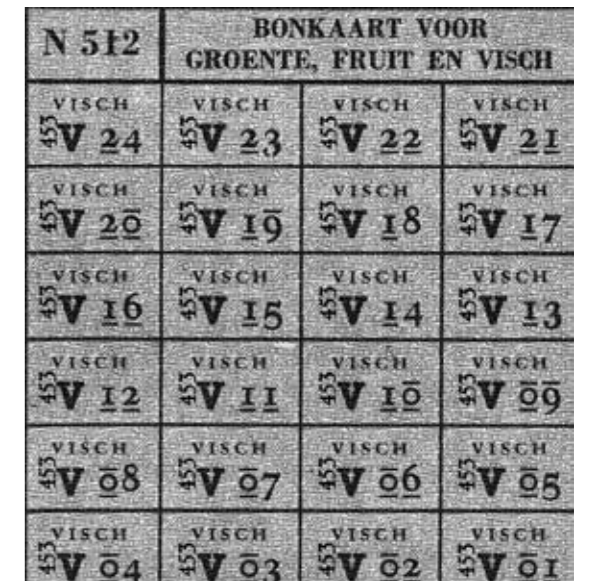 N 512
BONKAART VOOR
GROENTE, FRUIT EN VISCH
VISCH VISCH VISCH VISCH
453 V 24 453 V 23 453 V 22 453 V 21
VISCH VISCH VISCH VISCH
453 V 20 453 V 19 453 V 18 453 V 17
VISCH VISCH VISCH VISCH
453 V 16 453 V 15 453 V 14 453 V 13
VISCH VISCH VISCH VISCH
453 V 12 453 V 11 453 V 10 453 V 09
VISCH VISCH VISCH VISCH
453 V 08 453 V 07 453 V 06 453 V 05
VISCH VISCH VISCH VISCH
453 V 04 453 V 03 453 V 02 453 V 01